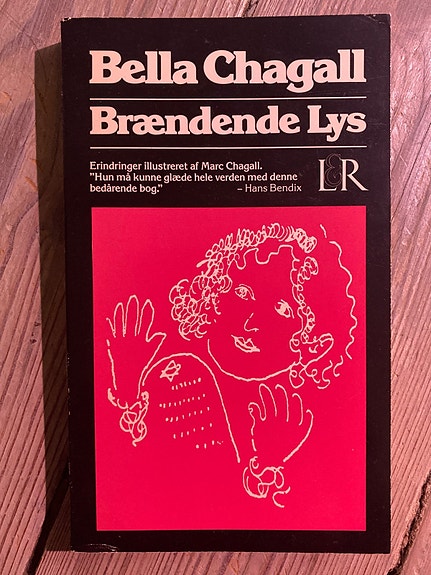 Bella Chagall
Brændende Lys
Erindringer illustreret af Marc Chagall.
"Hun må kunne glæde hele verden med denne
bedårende bog."  – Hans Bendix
L&R